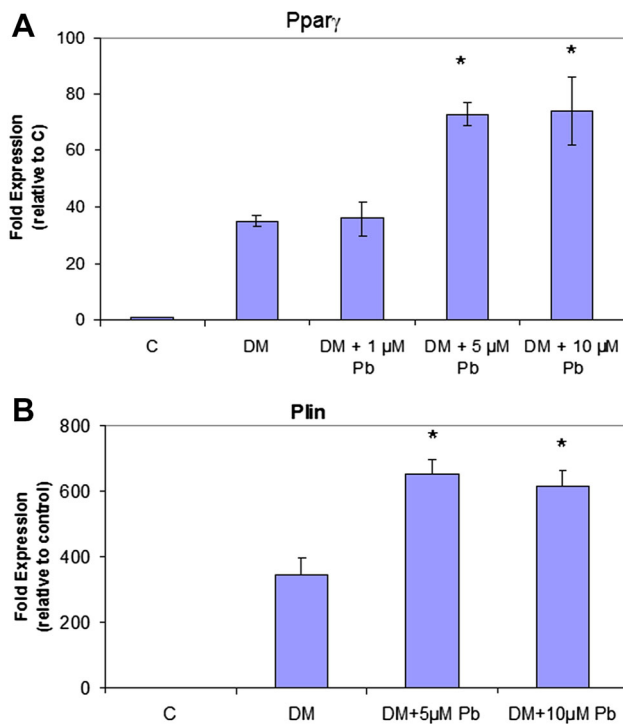 A
Pparγ
Fold Expression
(relative to C)
100
80
60
40
20
0
*
*
C
DM
DM + 1 µM
Pb
DM + 5 µM
Pb
DM + 10 µM
Pb
B
Plin
Fold Expression
(relative to control)
800
600
400
200
0
*
*
C
DM
DM+5µM Pb
DM+10µM Pb